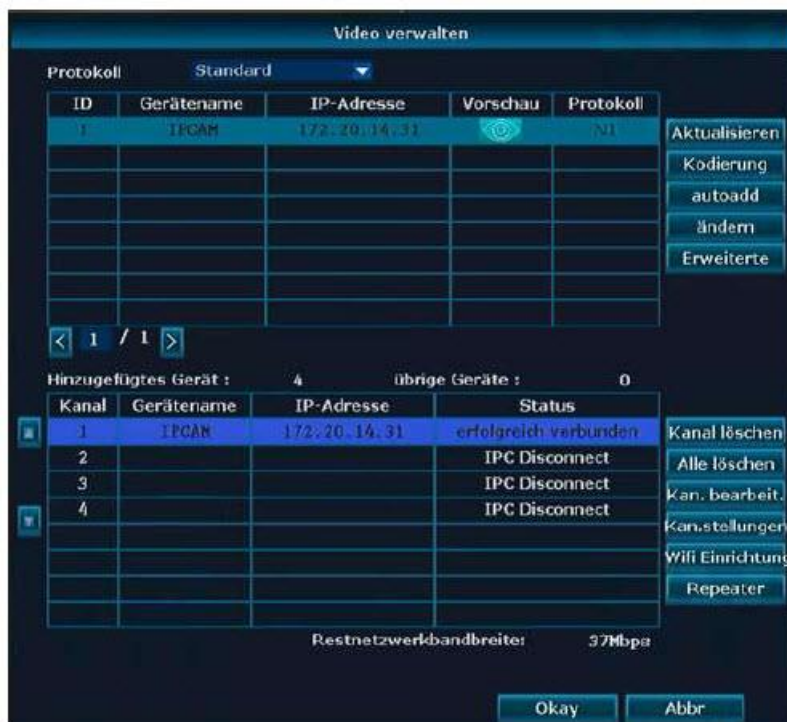 Video verwalten
Protokoll Standard
ID Gerätename IP-Adresse Vorschau Protokoll
1 IPCAM 172.20.14.31 N1
Aktualisieren
Kodierung
autoadd
ändern
Erweiterte
< 1 / 1 >
Hinzugefügtes Gerät : 4 übrige Geräte : 0
Kanal Gerätename IP-Adresse Status
1 IPCAM 172.20.14.31 erfolgreich verbunden
2 IPC Disconnect
3 IPC Disconnect
4 IPC Disconnect
Kanal löschen
Alle löschen
Kan. bearbeit.
Kan.stellungen
Wifi Einrichtung
Repeater
Restnetzwerkbandbreite: 37Mbps
Okay Abbr